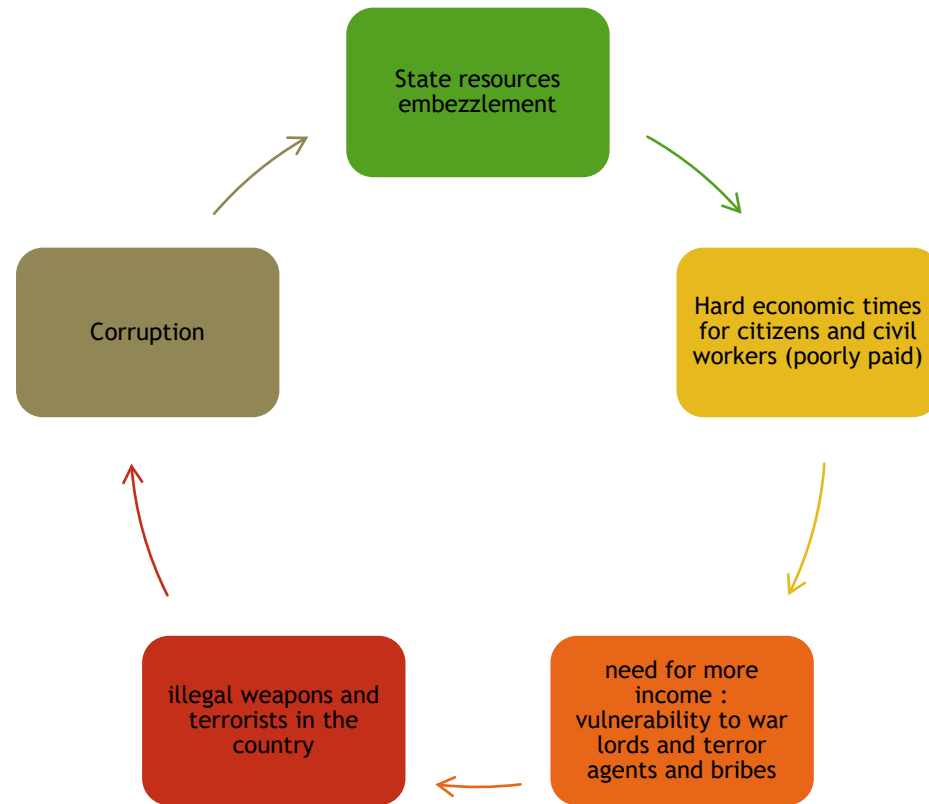 State resources
embezzlement
Hard economic times
for citizens and civil
workers (poorly paid)
need for more
income :
vulnerability to war
lords and terror
agents and bribes
illegal weapons and
terrorists in the
country
Corruption